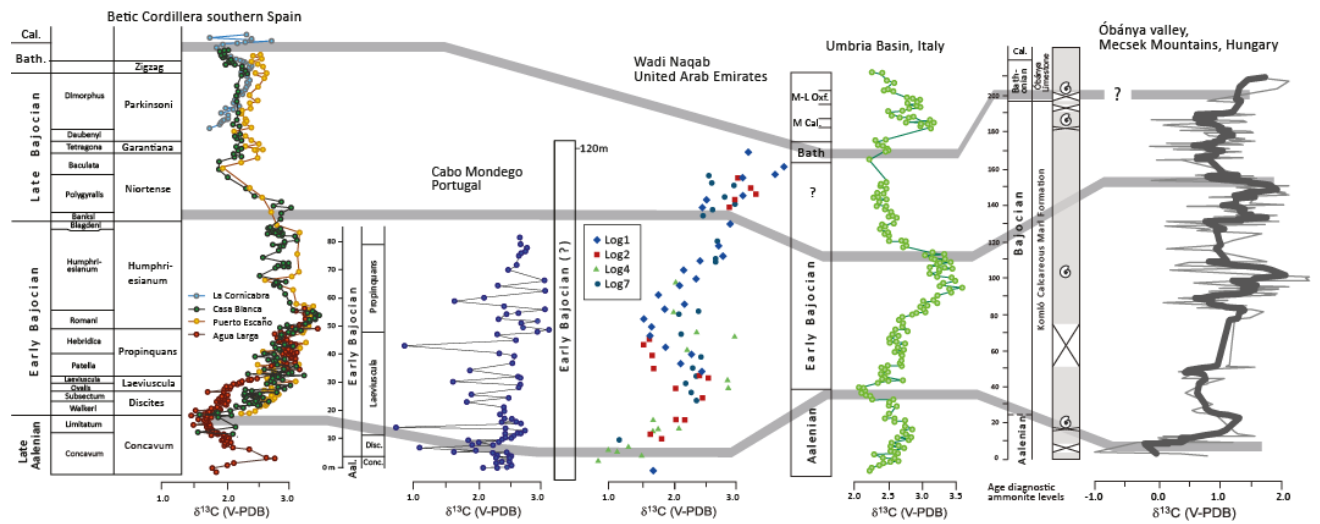 Betic Cordillera southern Spain
Cal.
Bath.
Late Bajocian
Early Bajocian
Late Aalenian
Dimorphus
Daubenyi
Tetragona
Baculata
Polygyralis
Banksi
Blagdeni
Humphri-
esianum
Romani
Hebridica
Patella
Laeviuscula
Ovalis
Subsectum
Walkeri
Limitatum
Concavum
Zigzag
Parkinsoni
Garantiana
Niortense
Humphri-
esianum
Propinquans
Laeviuscula
Discites
Concavum
La Cornicabra
Casa Blanca
Puerto Escaño
Agua Larga
1.0 2.0 3.0
δ¹³C (V-PDB)
Cabo Mondego
Portugal
Early Bajocian
Aal.
80
70
60
50
40
30
20
10
0 m
Propinquans
Laeviuscula
Disc.
Conc.
1.0 2.0 3.0
δ¹³C (V-PDB)
Wadi Naqab
United Arab Emirates
120m
Early Bajocian (?)
Log1
Log2
Log4
Log7
1.0 2.0 3.0
δ¹³C (V-PDB)
Umbria Basin, Italy
M-L Oxf.
M Cal.
Bath
?
Early Bajocian
Aalenian
2.0 2.5 3.0 3.5
δ¹³C (V-PDB)
Óbánya valley,
Mecsek Mountains, Hungary
Cal.
Bath-
onian
Bajocian
Aalenian
200
180
160
140
120
100
80
60
40
20
0
Óbánya
Limestone
Komló Calcareous Marl Formation
?
Age diagnostic
ammonite levels
-1.0 0.0 1.0 2.0
δ¹³C (V-PDB)